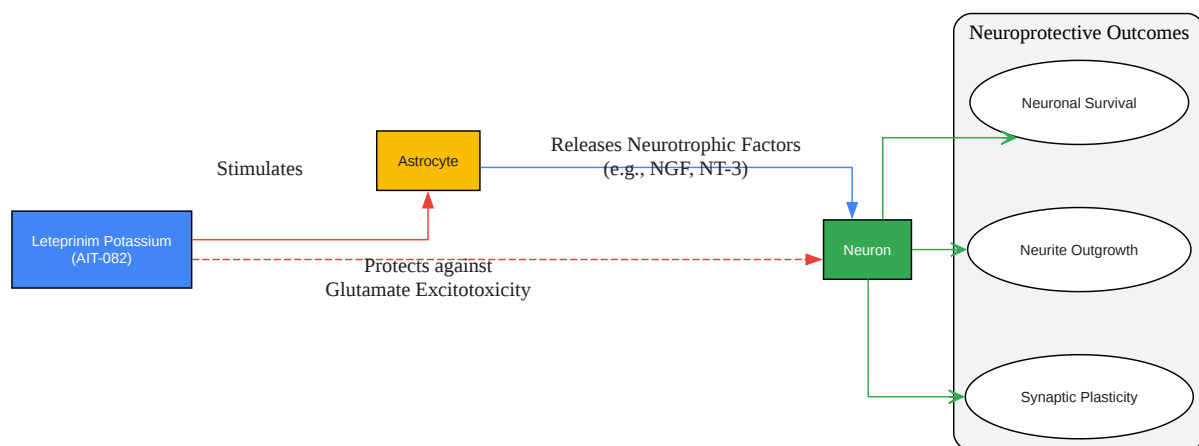 Neuroprotective Outcomes
Neuronal Survival
Releases Neurotrophic Factors
(e.g., NGF, NT-3)
Astrocyte
Stimulates
Leteprinim Potassium
(AIT-082)
Neuron
Neurite Outgrowth
Protects against
Glutamate Excitotoxicity
Synaptic Plasticity